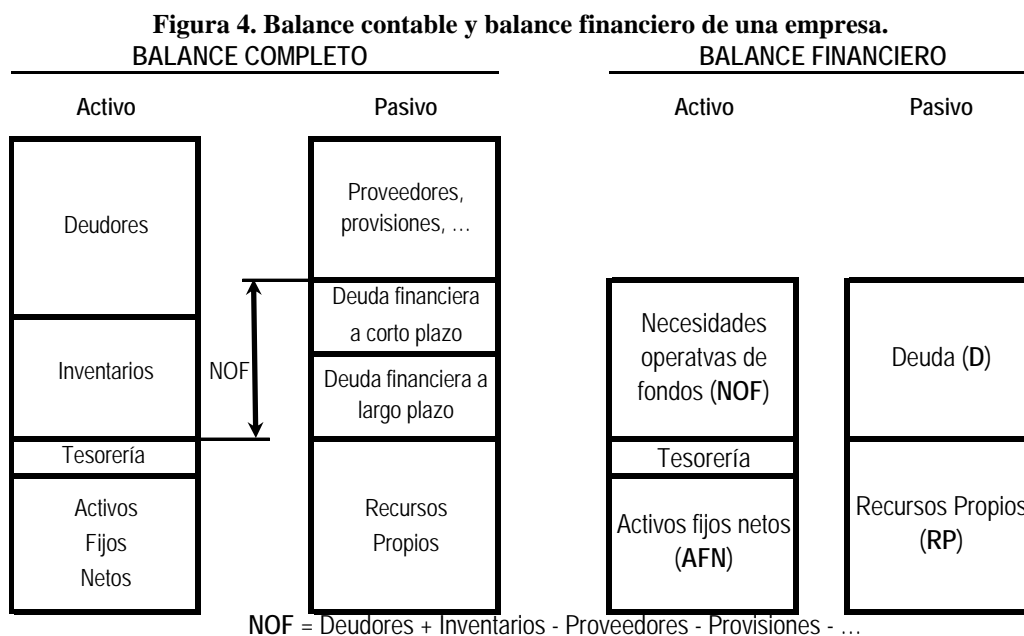 Figura 4. Balance contable y balance financiero de una empresa.
BALANCE COMPLETO
BALANCE FINANCIERO
Activo
Pasivo
Activo
Pasivo
Deudores
Inventarios
Tesorería
Activos
Fijos
Netos
NOF
Proveedores,
provisiones, …
Deuda financiera
a corto plazo
Deuda financiera a
largo plazo
Recursos
Propios
Necesidades
operatvas de
fondos (NOF)
Tesorería
Activos fijos netos
(AFN)
Deuda (D)
Recursos Propios
(RP)
NOF = Deudores + Inventarios - Proveedores - Provisiones - …